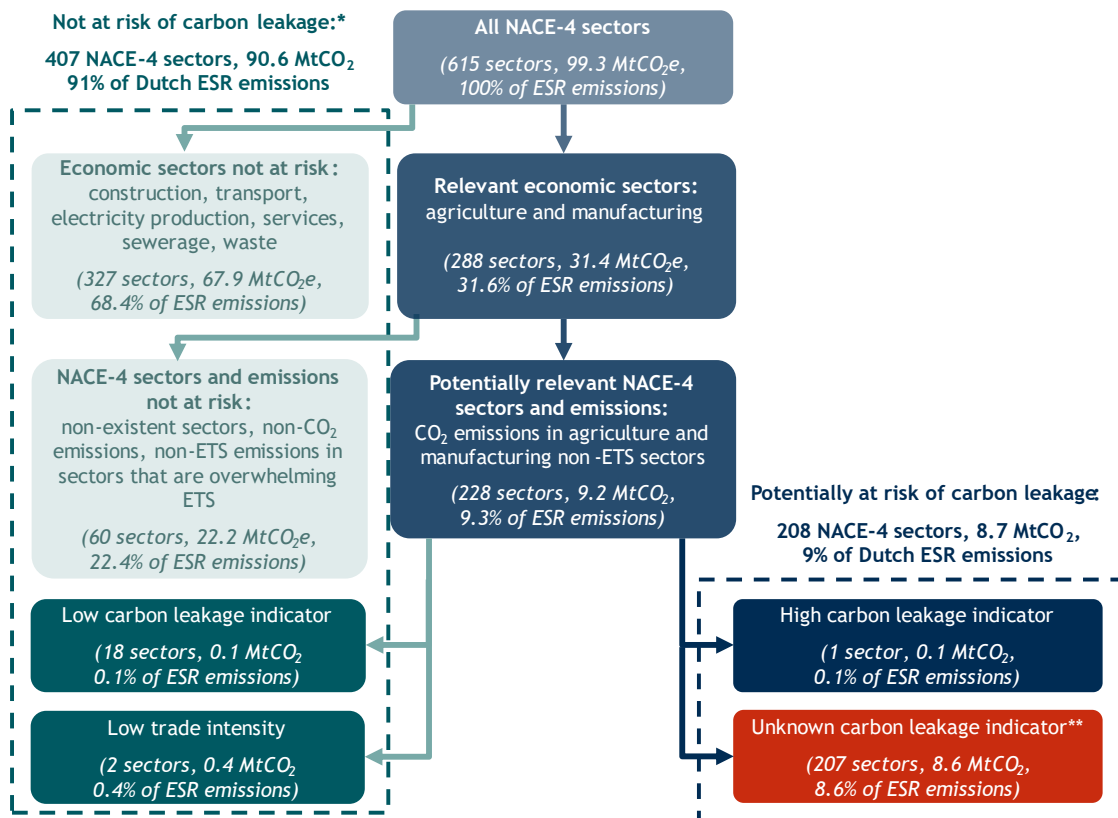 Not at risk of carbon leakage:*
407 NACE-4 sectors, 90.6 MtCO₂
91% of Dutch ESR emissions
All NACE-4 sectors
(615 sectors, 99.3 MtCO₂e,
100% of ESR emissions)
Economic sectors not at risk:
construction, transport,
electricity production, services,
sewerage, waste
(327 sectors, 67.9 MtCO₂e,
68.4% of ESR emissions)
Relevant economic sectors:
agriculture and manufacturing
(288 sectors, 31.4 MtCO₂e,
31.6% of ESR emissions)
NACE-4 sectors and emissions
not at risk:
non-existent sectors, non-CO₂
emissions, non-ETS emissions in
sectors that are overwhelming
ETS
(60 sectors, 22.2 MtCO₂e,
22.4% of ESR emissions)
Potentially relevant NACE-4
sectors and emissions:
CO₂ emissions in agriculture and
manufacturing non -ETS sectors
(228 sectors, 9.2 MtCO₂,
9.3% of ESR emissions)
Potentially at risk of carbon leakage:
208 NACE-4 sectors, 8.7 MtCO₂,
9% of Dutch ESR emissions
Low carbon leakage indicator
(18 sectors, 0.1 MtCO₂
0.1% of ESR emissions)
High carbon leakage indicator
(1 sector, 0.1 MtCO₂,
0.1% of ESR emissions)
Low trade intensity
(2 sectors, 0.4 MtCO₂
0.4% of ESR emissions)
Unknown carbon leakage indicator**
(207 sectors, 8.6 MtCO₂,
8.6% of ESR emissions)